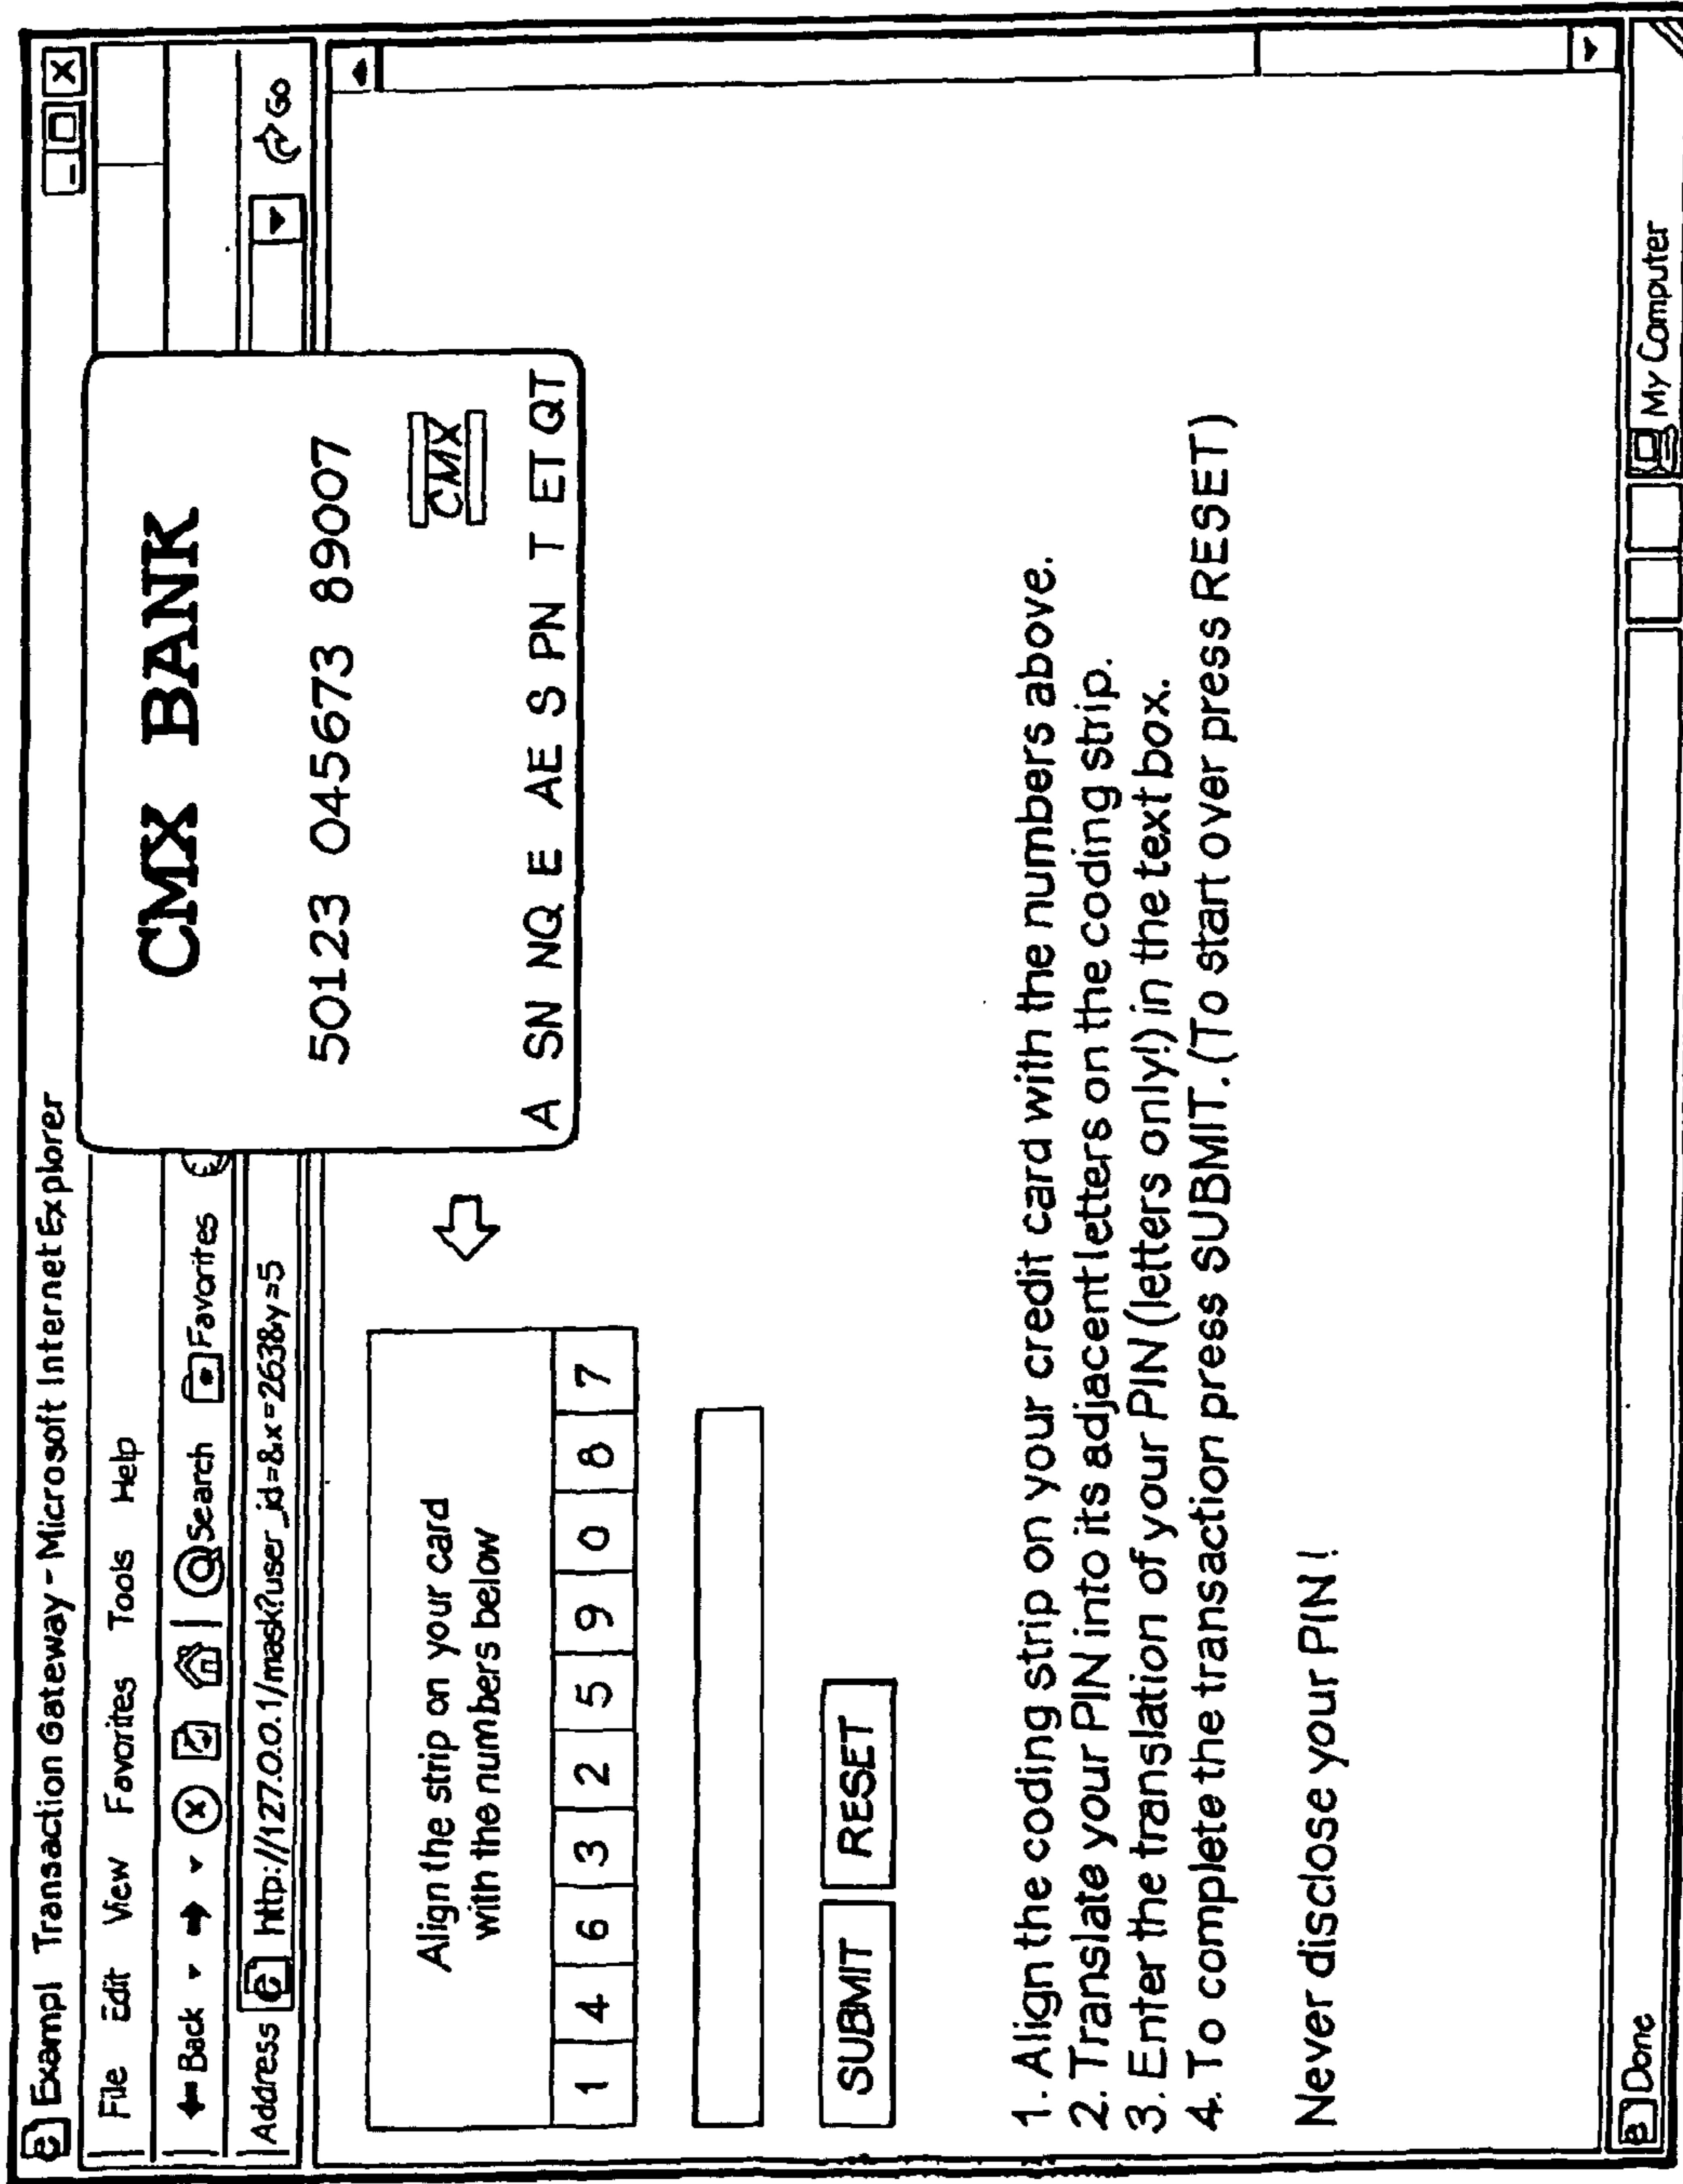 Exampl Transaction Gateway - Microsoft Internet Explorer
File Edit View Favorites Tools Help
Back Search Favorites
Address http://127.0.0.1/mask?user_id=&x=263&y=5 Go
CMX BANK
50123 045673 89007
CMX
A SN NQ E AE S PN T ET QT
Align the strip on your card
with the numbers below
1 4 6 3 2 5 9 0 8 7
SUBMIT RESET
1. Align the coding strip on your credit card with the numbers above.
2. Translate your PIN into its adjacent letters on the coding strip.
3. Enter the translation of your PIN (letters only!) in the text box.
4. To complete the transaction press SUBMIT. (To start over press RESET)
Never disclose your PIN!
Done My Computer